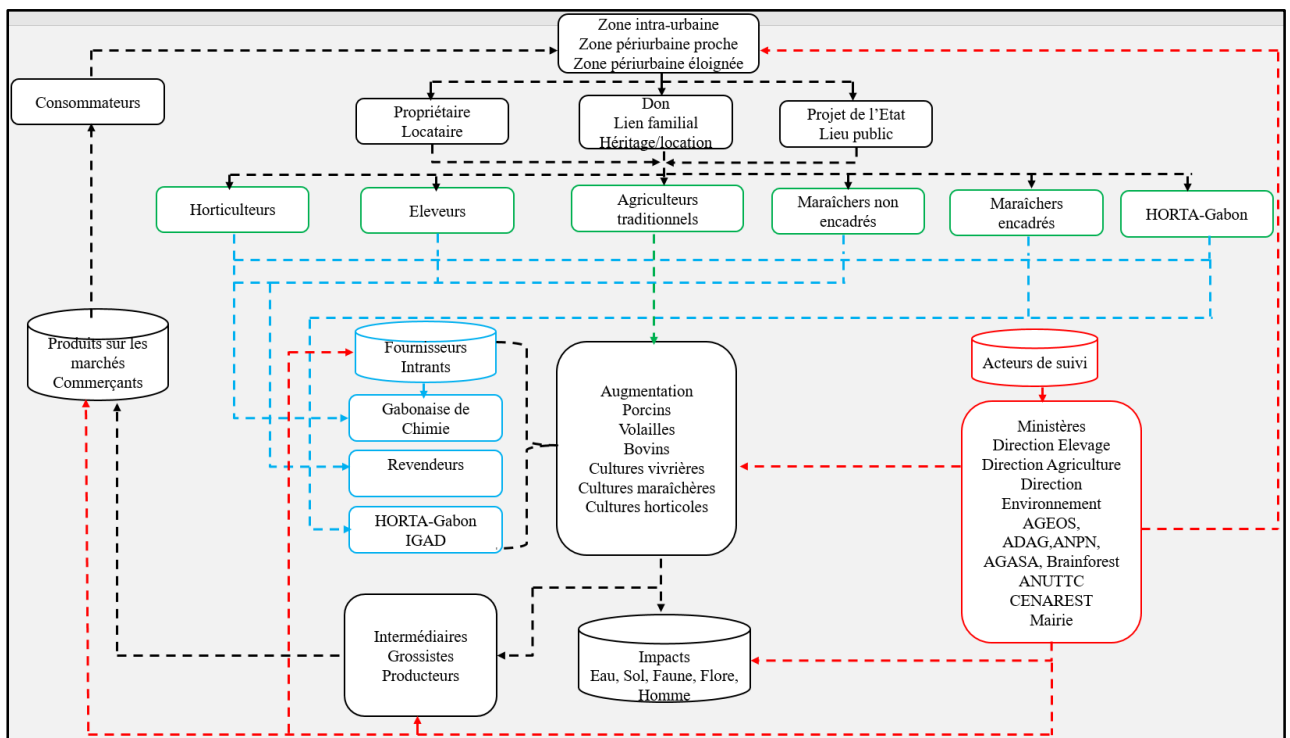 Zone intra-urbaine
Zone périurbaine proche
Zone périurbaine éloignée
Consommateurs
Propriétaire
Locataire
Don
Lien familial
Héritage/location
Projet de l’Etat
Lieu public
Horticulteurs
Eleveurs
Agriculteurs
traditionnels
Maraîchers non
encadrés
Maraîchers
encadrés
HORTA-Gabon
Produits sur les
marchés
Commerçants
Fournisseurs
Intrants
Gabonaise de
Chimie
Revendeurs
HORTA-Gabon
IGAD
Augmentation
Porcins
Volailles
Bovins
Cultures vivrières
Cultures maraîchères
Cultures horticoles
Acteurs de suivi
Ministères
Direction Elevage
Direction Agriculture
Direction
Environnement
AGEOS,
ADAG,ANPN,
AGASA, Brainforest
ANUTTC
CENAREST
Mairie
Intermédiaires
Grossistes
Producteurs
Impacts
Eau, Sol, Faune, Flore,
Homme